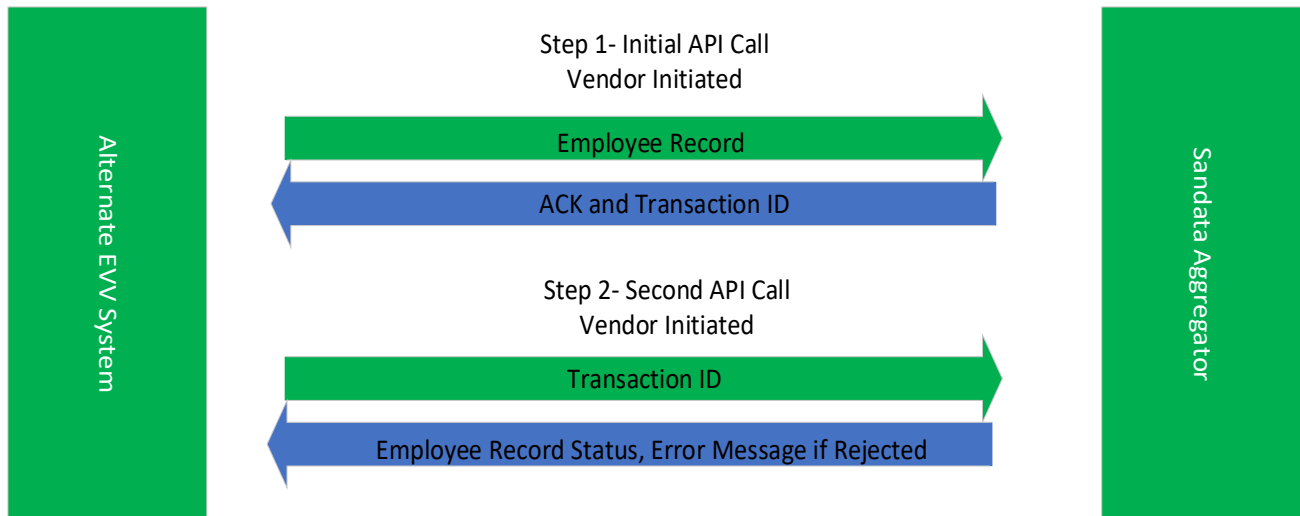 Alternate EVV System
Step 1- Initial API Call
Vendor Initiated
Employee Record
ACK and Transaction ID
Step 2- Second API Call
Vendor Initiated
Transaction ID
Employee Record Status, Error Message if Rejected
Sandata Aggregator